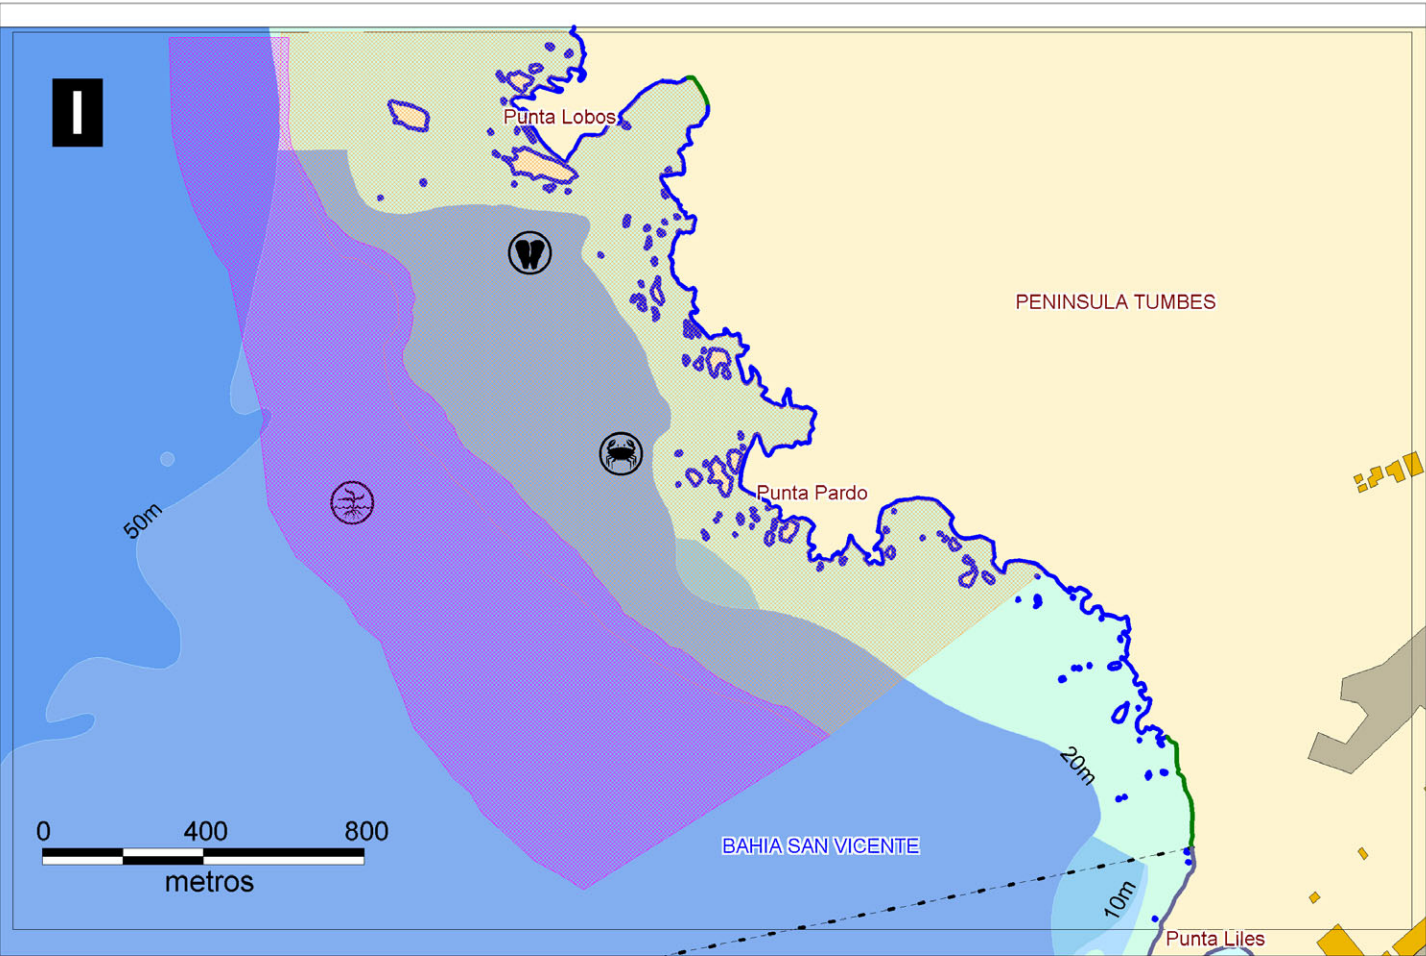 I
Punta Lobos
PENINSULA TUMBES
Punta Pardo
50m
20m
0 400 800
metros
BAHIA SAN VICENTE
10m
Punta Liles